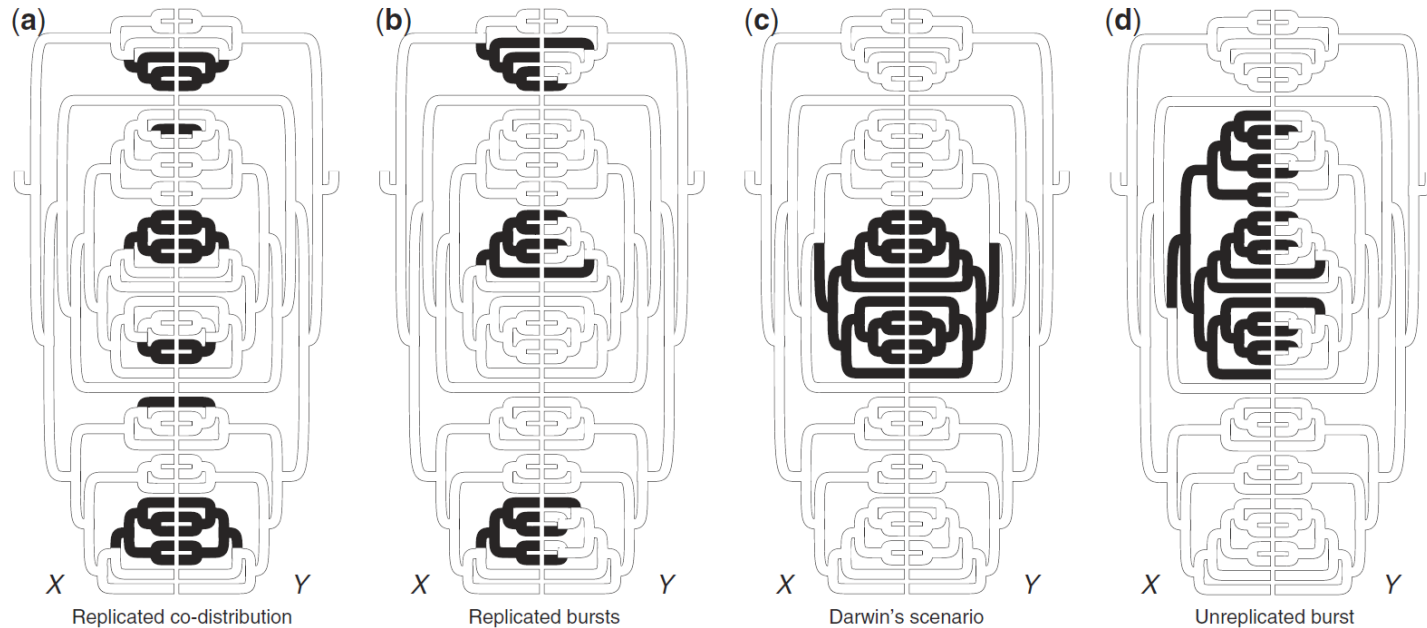 (a) (b) (c) (d)
X Y X Y X Y X Y
Replicated co-distribution Replicated bursts Darwin's scenario Unreplicated burst